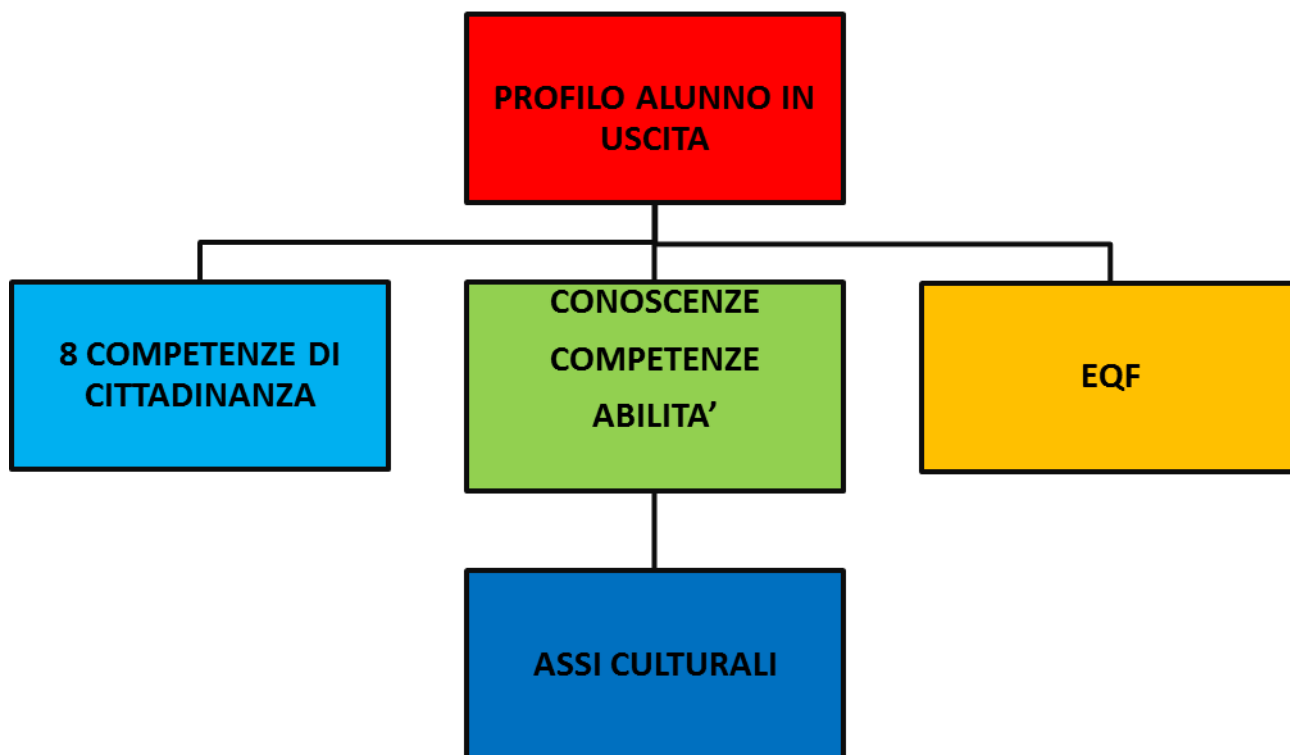 PROFILO ALUNNO IN
USCITA
8 COMPETENZE DI
CITTADINANZA
CONOSCENZE
COMPETENZE
ABILITA’
EQF
ASSI CULTURALI